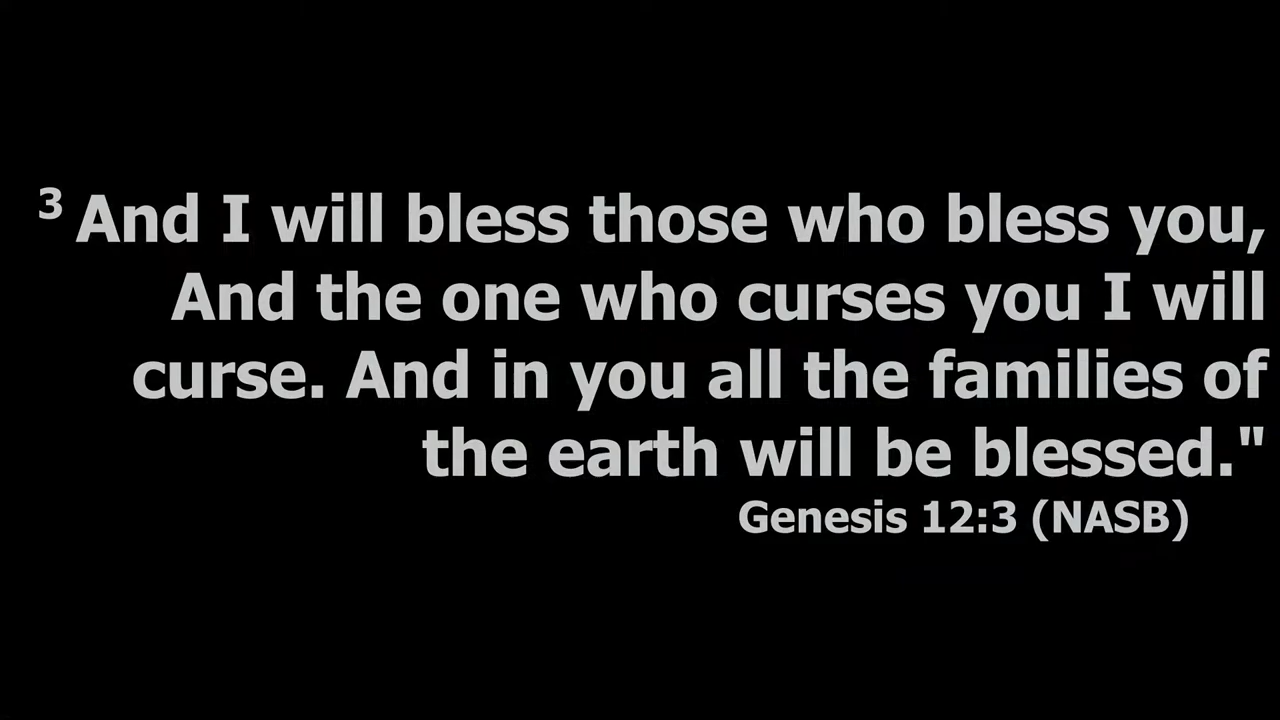 3 And I will bless those who bless you,
And the one who curses you I will
curse. And in you all the families of
the earth will be blessed."
Genesis 12:3 (NASB)